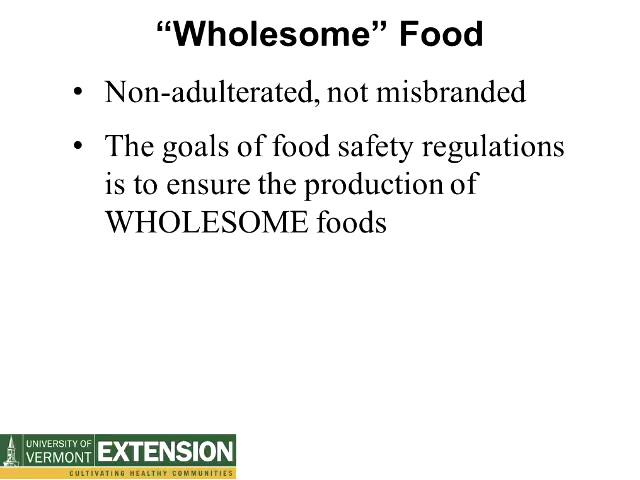 “Wholesome” Food
• Non-adulterated, not misbranded
• The goals of food safety regulations
is to ensure the production of
WHOLESOME foods
UNIVERSITY OF
VERMONT EXTENSION
CULTIVATING HEALTHY COMMUNITIES